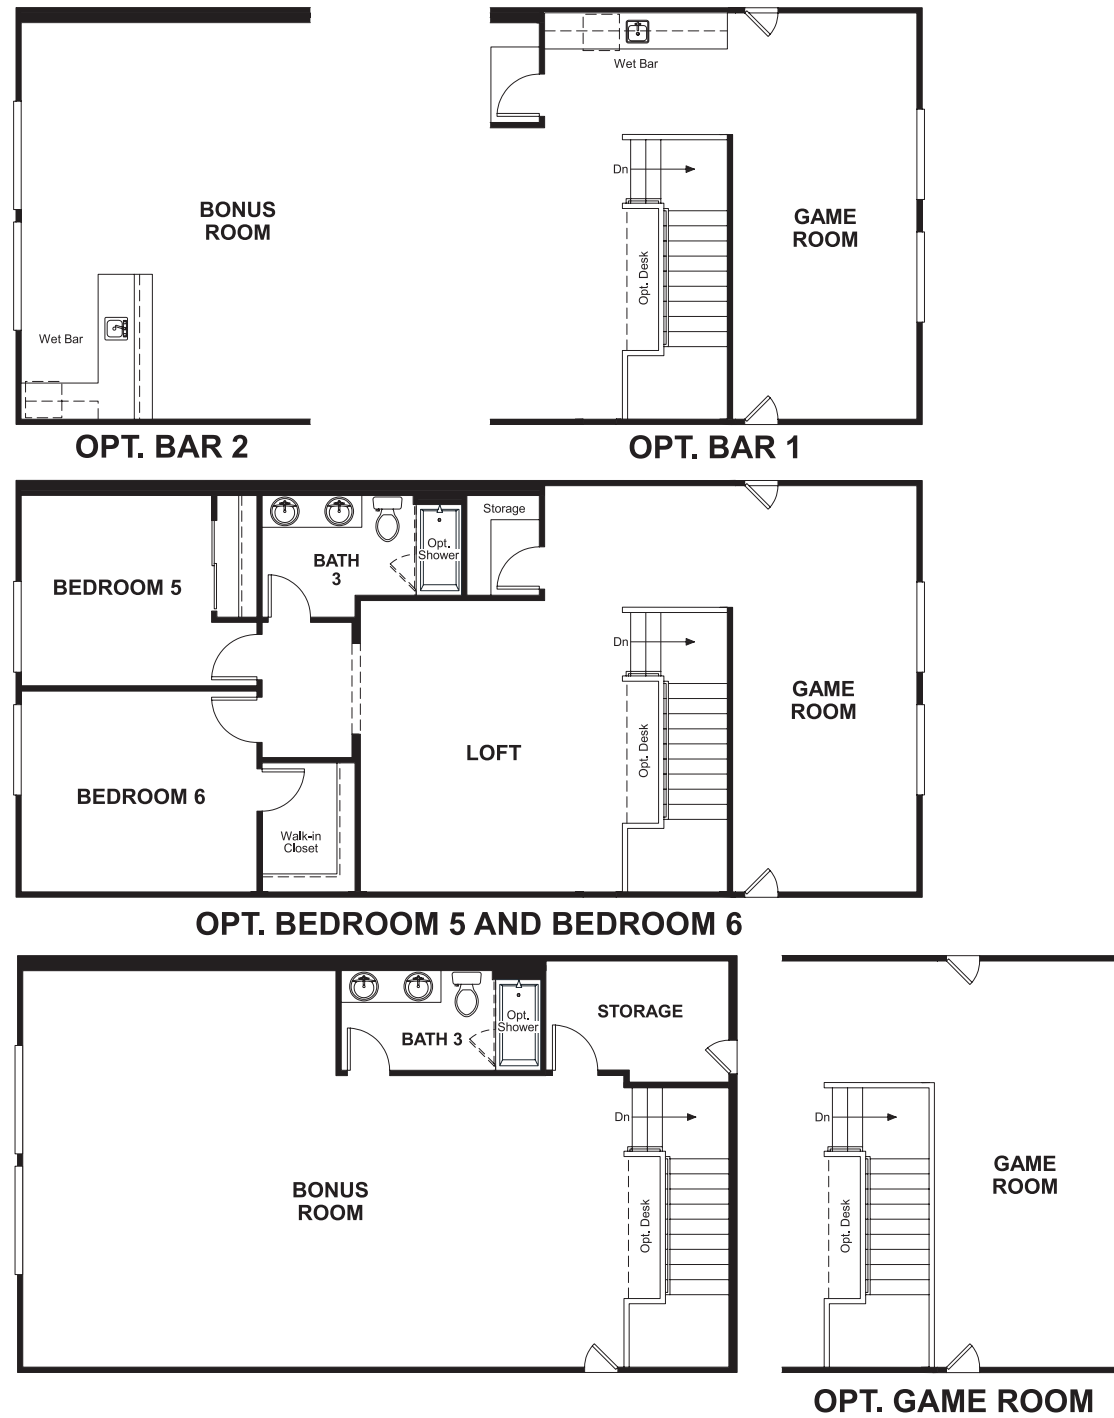 Wet Bar
Dn
BONUS
ROOM
GAME
ROOM
Opt. Desk
Wet Bar
OPT. BAR 2
OPT. BAR 1
Storage
Opt.
Shower
BATH
3
BEDROOM 5
Dn
GAME
ROOM
LOFT
Opt. Desk
BEDROOM 6
Walk-in
Closet
OPT. BEDROOM 5 AND BEDROOM 6
Opt.
Shower
STORAGE
BATH 3
Dn
Dn
GAME
ROOM
BONUS
ROOM
Opt. Desk
Opt. Desk
OPT. GAME ROOM